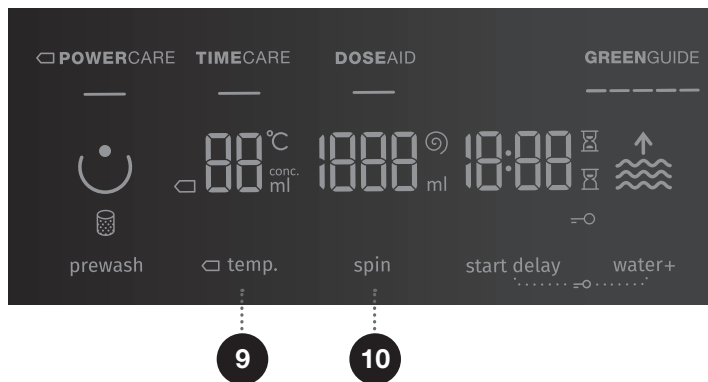 POWERCARE TIMECARE DOSEAID GREENGUIDE
88 °C conc. ml 1888 ml 18:88
prewash temp. spin start delay water+
9 10